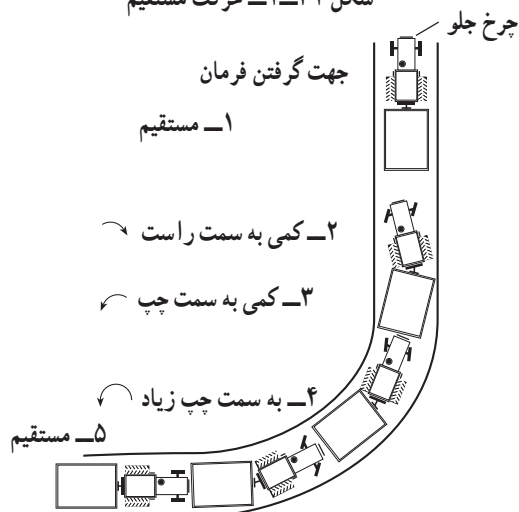 چرخ جلو
جهت گرفتن فرمان
۱ــ مستقیم
۲ــ کمی به سمت راست
۳ــ کمی به سمت چپ
۴ــ به سمت چپ زیاد
۵ــ مستقیم